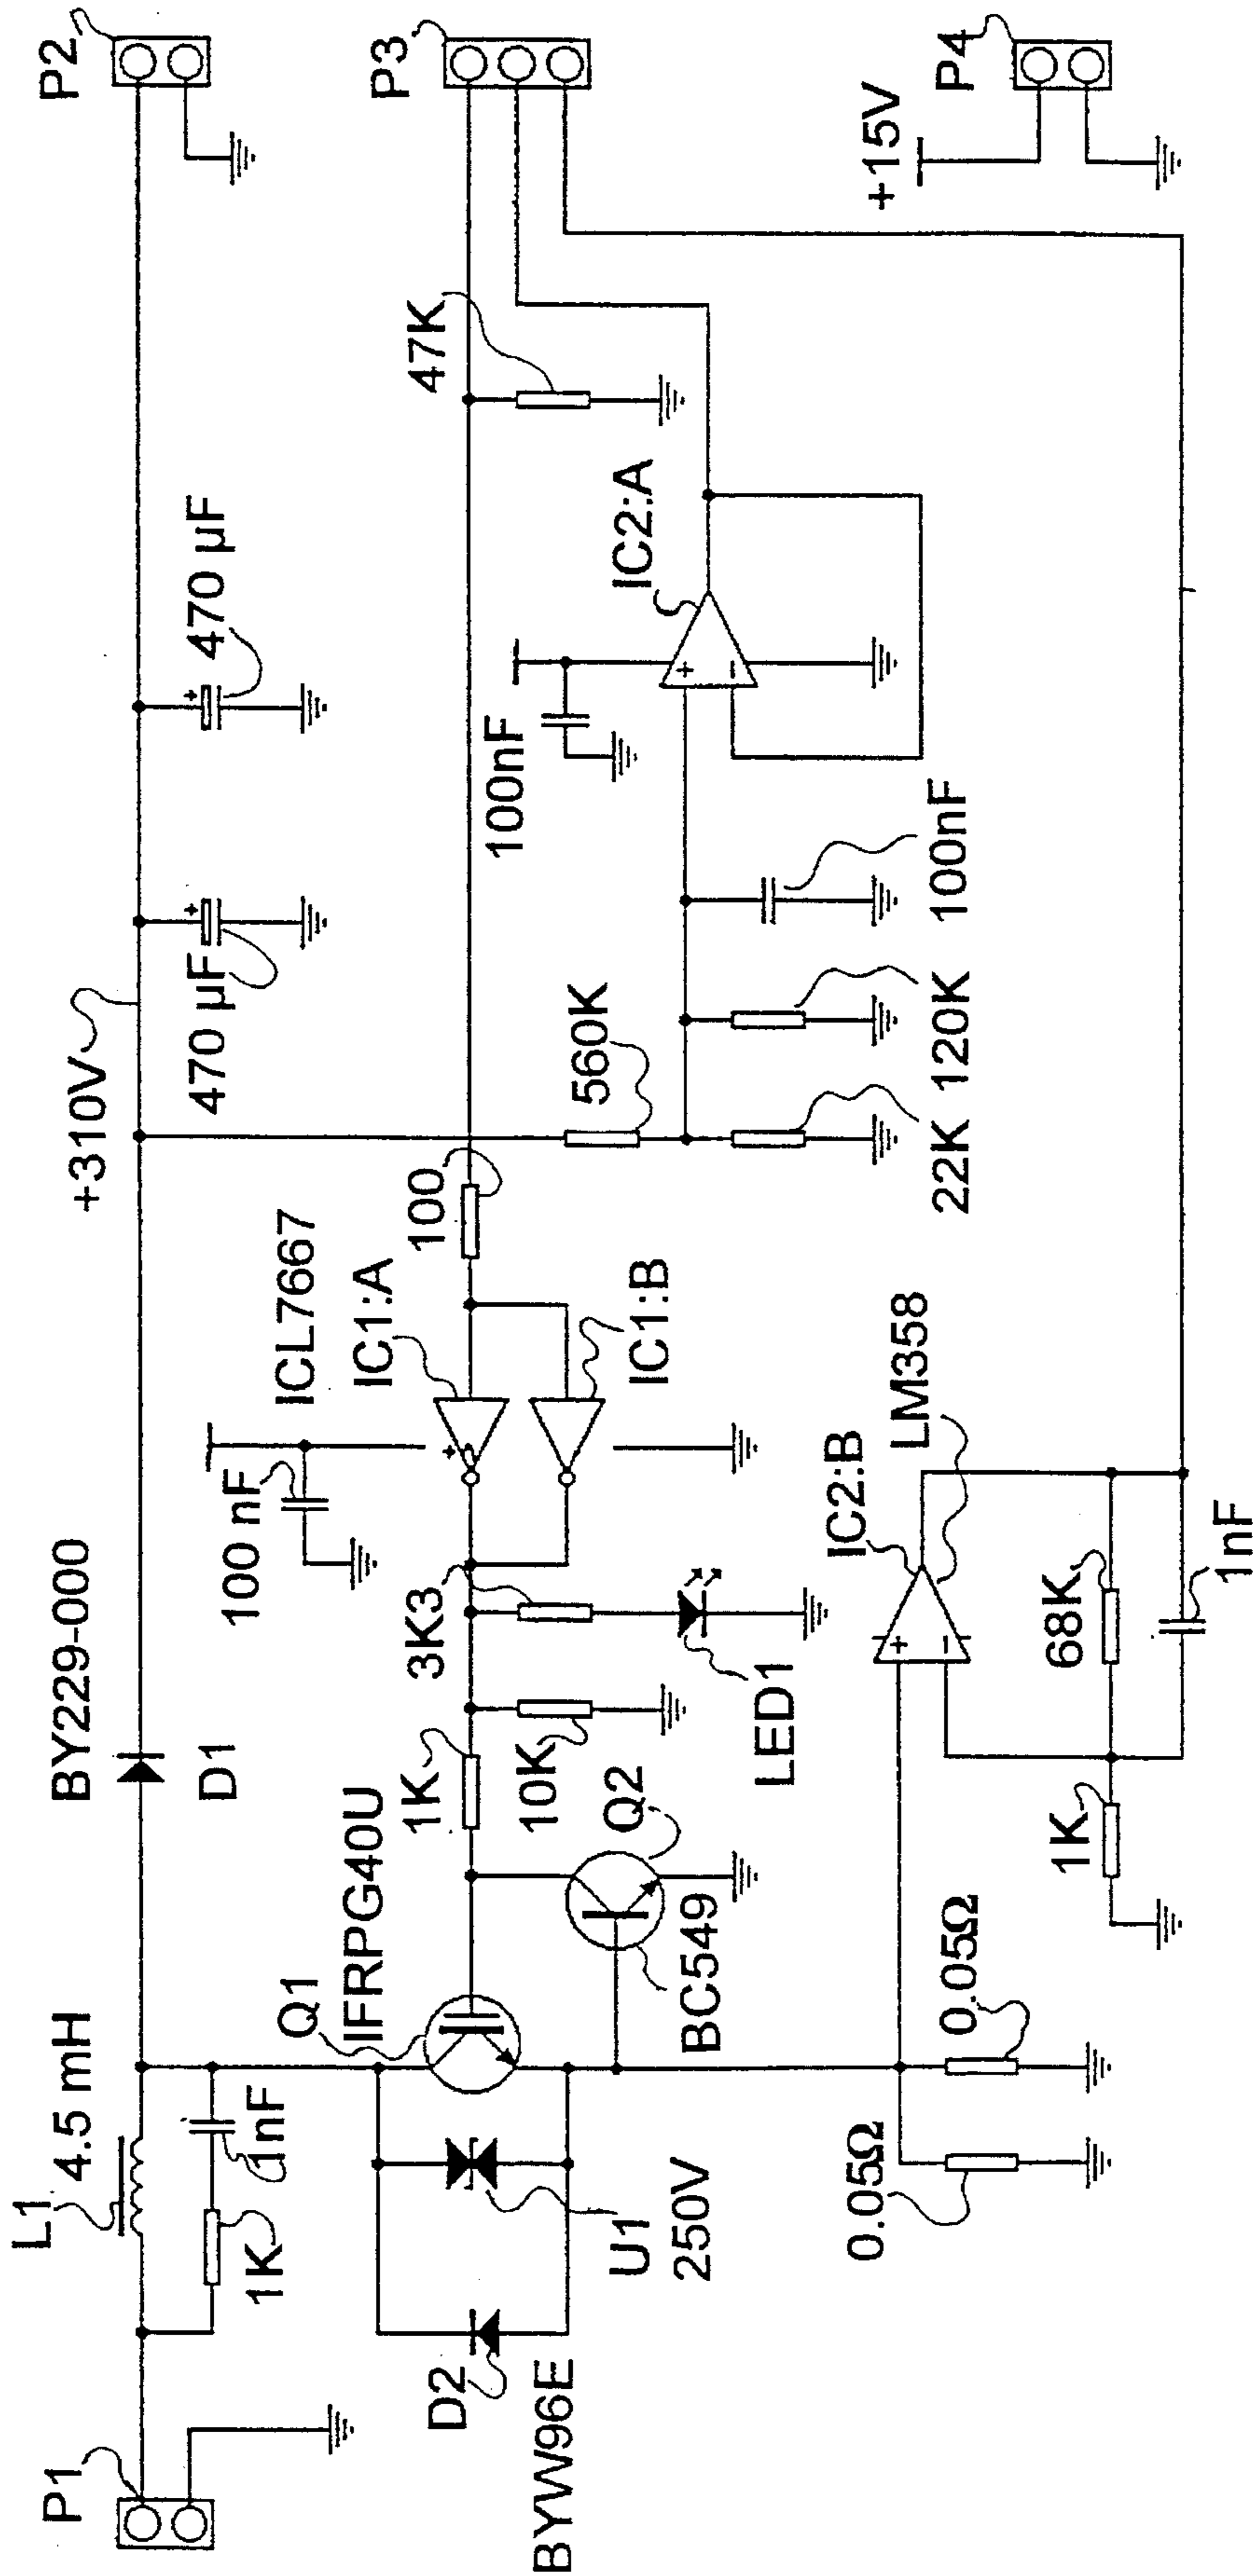 P1
L1
4.5 mH
1K
1nF
BY229-000
D1
+310V
470 µF
470 µF
P2
Q1
IFRPG40U
D2
BYW96E
U1
250V
1K
10K
3K3
LED1
Q2
BC549
100 nF
ICL7667
IC1:A
IC1:B
100
560K
22K
120K
100nF
100nF
IC2:A
47K
P3
+15V
P4
0.05Ω
0.05Ω
1K
68K
1nF
IC2:B
LM358